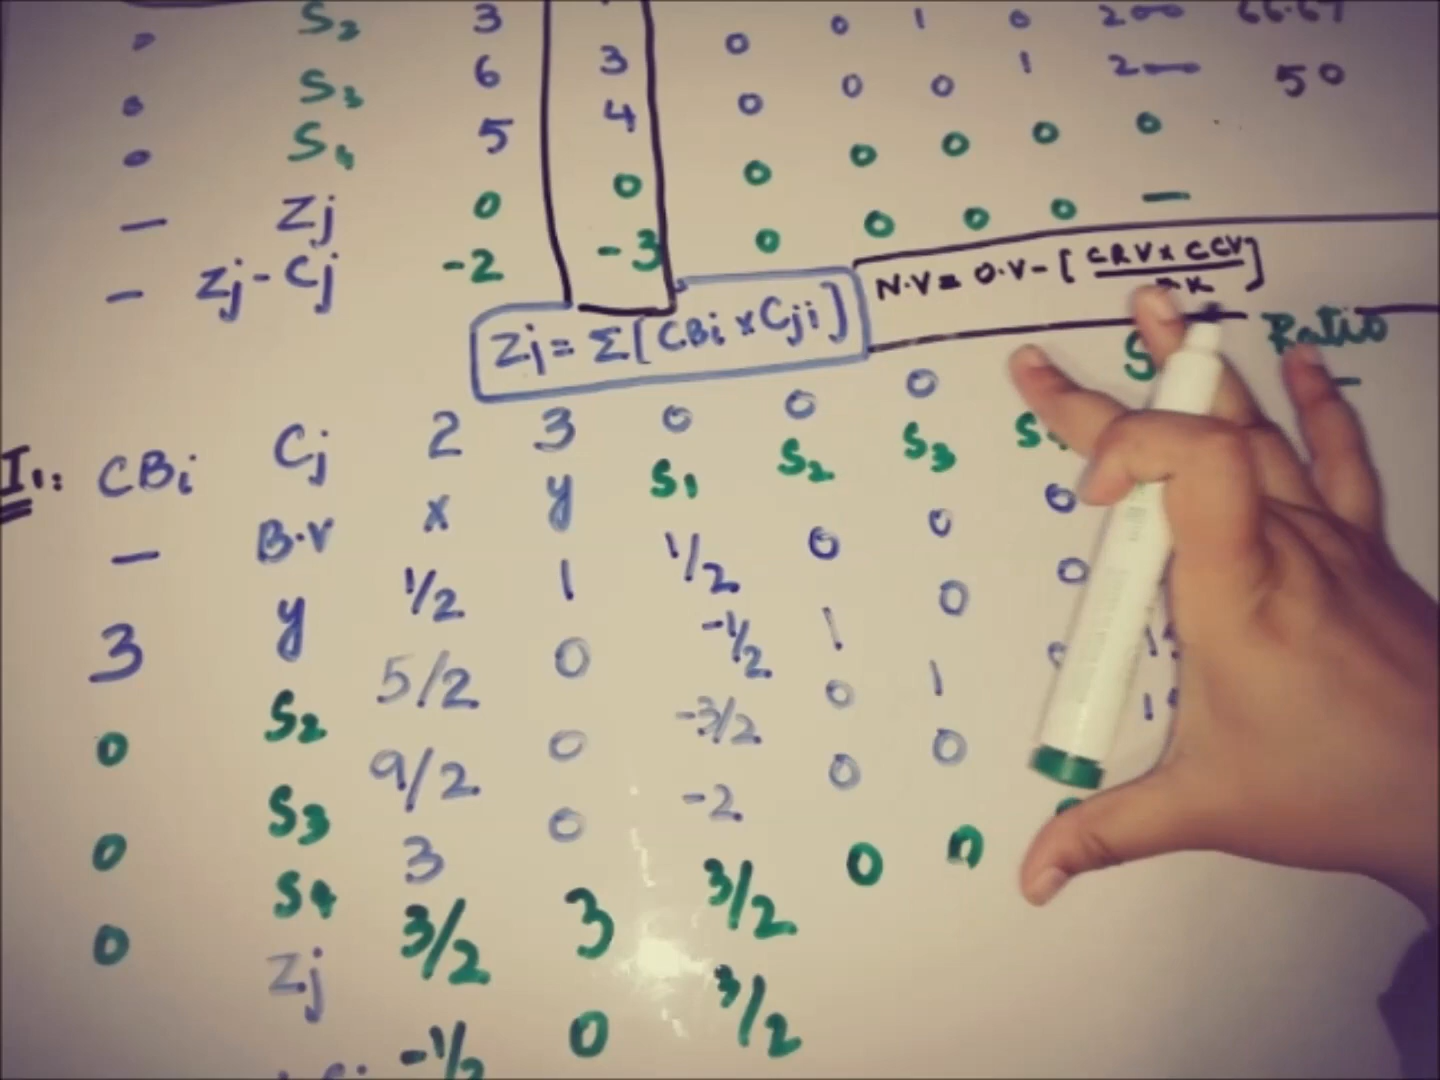 0 S2 3 0 0 1 0 200 66.67
0 S3 6 3 0 0 0 1 200 50
0 S4 5 4 0 0 0 0 0
— Zj 0 0 0 0 0 0 —
— Zj-Cj -2 -3 0
Zj = Σ[CBi x Cji]
N.V = O.V - [CRV x CCV]
I1: CBi Cj 2 3 0 0 0 S Ratio
— B.V x y S1 S2 S3 S4 —
3 y 1/2 1 1/2 0 0 0
0 S2 5/2 0 -1/2 1 0 0
0 S3 9/2 0 -3/2 0 1 0
0 S4 3 0 -2 0 0
Zj 3/2 3 3/2 0 0
-1/2 0 3/2